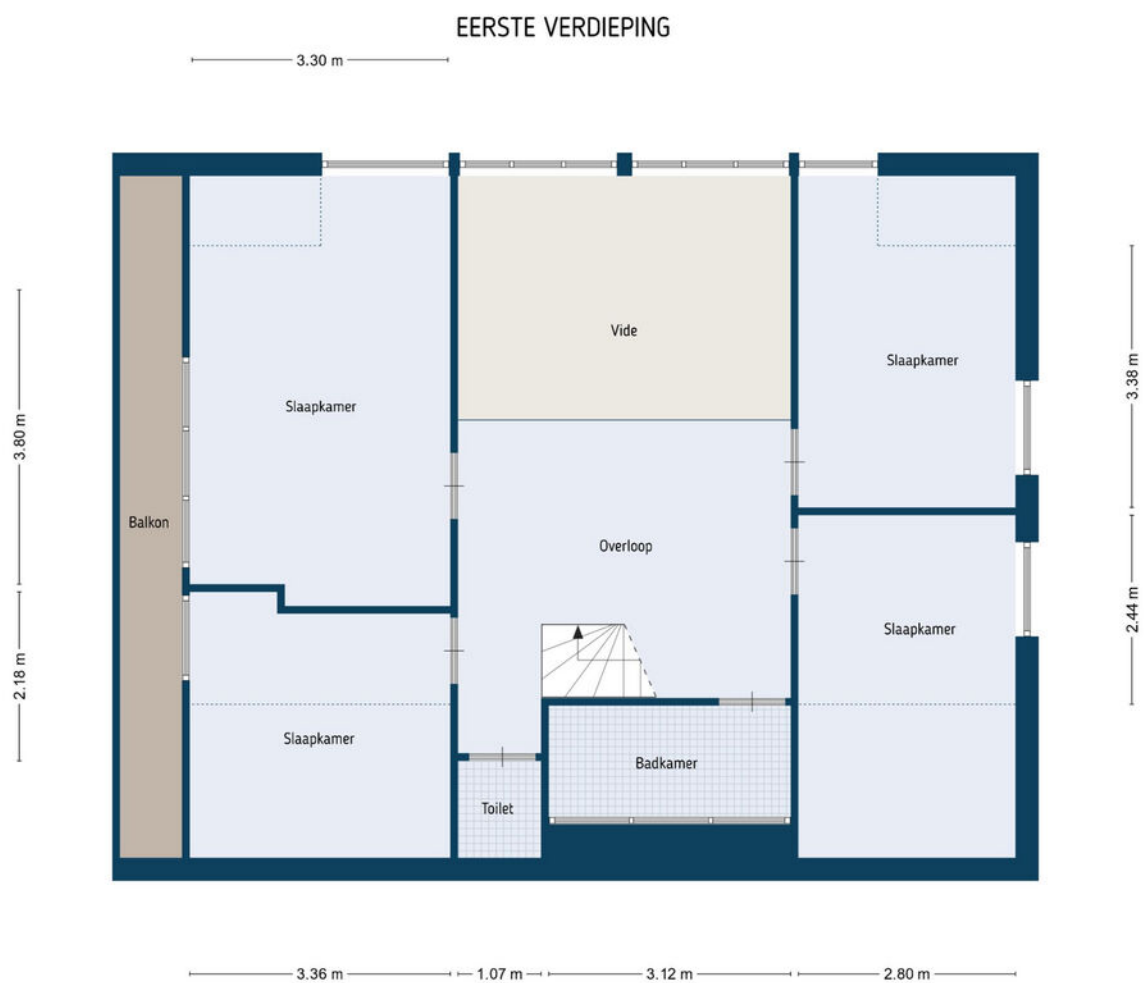 EERSTE VERDIEPING
3.30 m
Vide
Slaapkamer
Slaapkamer
3.38 m
3.80 m
Balkon
Overloop
2.44 m
Slaapkamer
2.18 m
Slaapkamer
Badkamer
Toilet
3.36 m
1.07 m
3.12 m
2.80 m